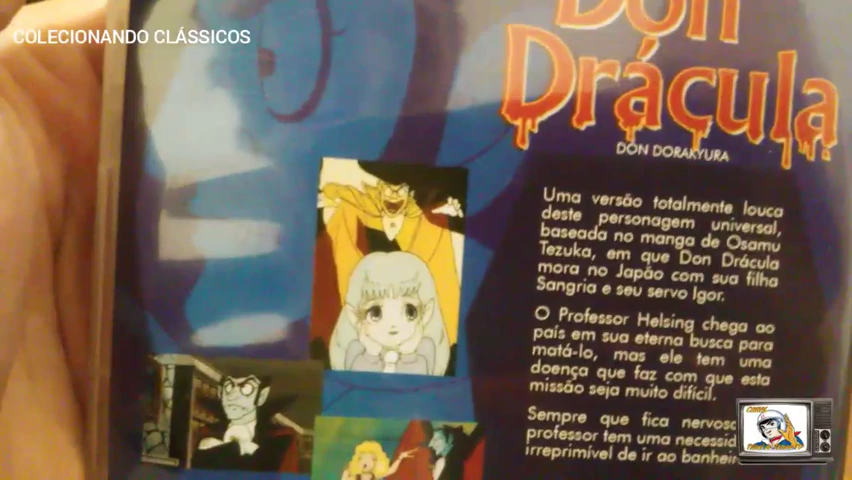 COLECIONANDO CLÁSSICOS
Don
Drácula
DON DORAKYURA
Uma versão totalmente louca
deste personagem universal,
baseada no manga de Osamu
Tezuka, em que Don Drácula
mora no Japão com sua filha
Sangria e seu servo Igor.
O Professor Helsing chega ao
país em sua eterna busca para
matá-lo, mas ele tem uma
doença que faz com que esta
missão seja muito difícil.
Sempre que fica nervos
professor tem uma necessid
irreprimível de ir ao banheir